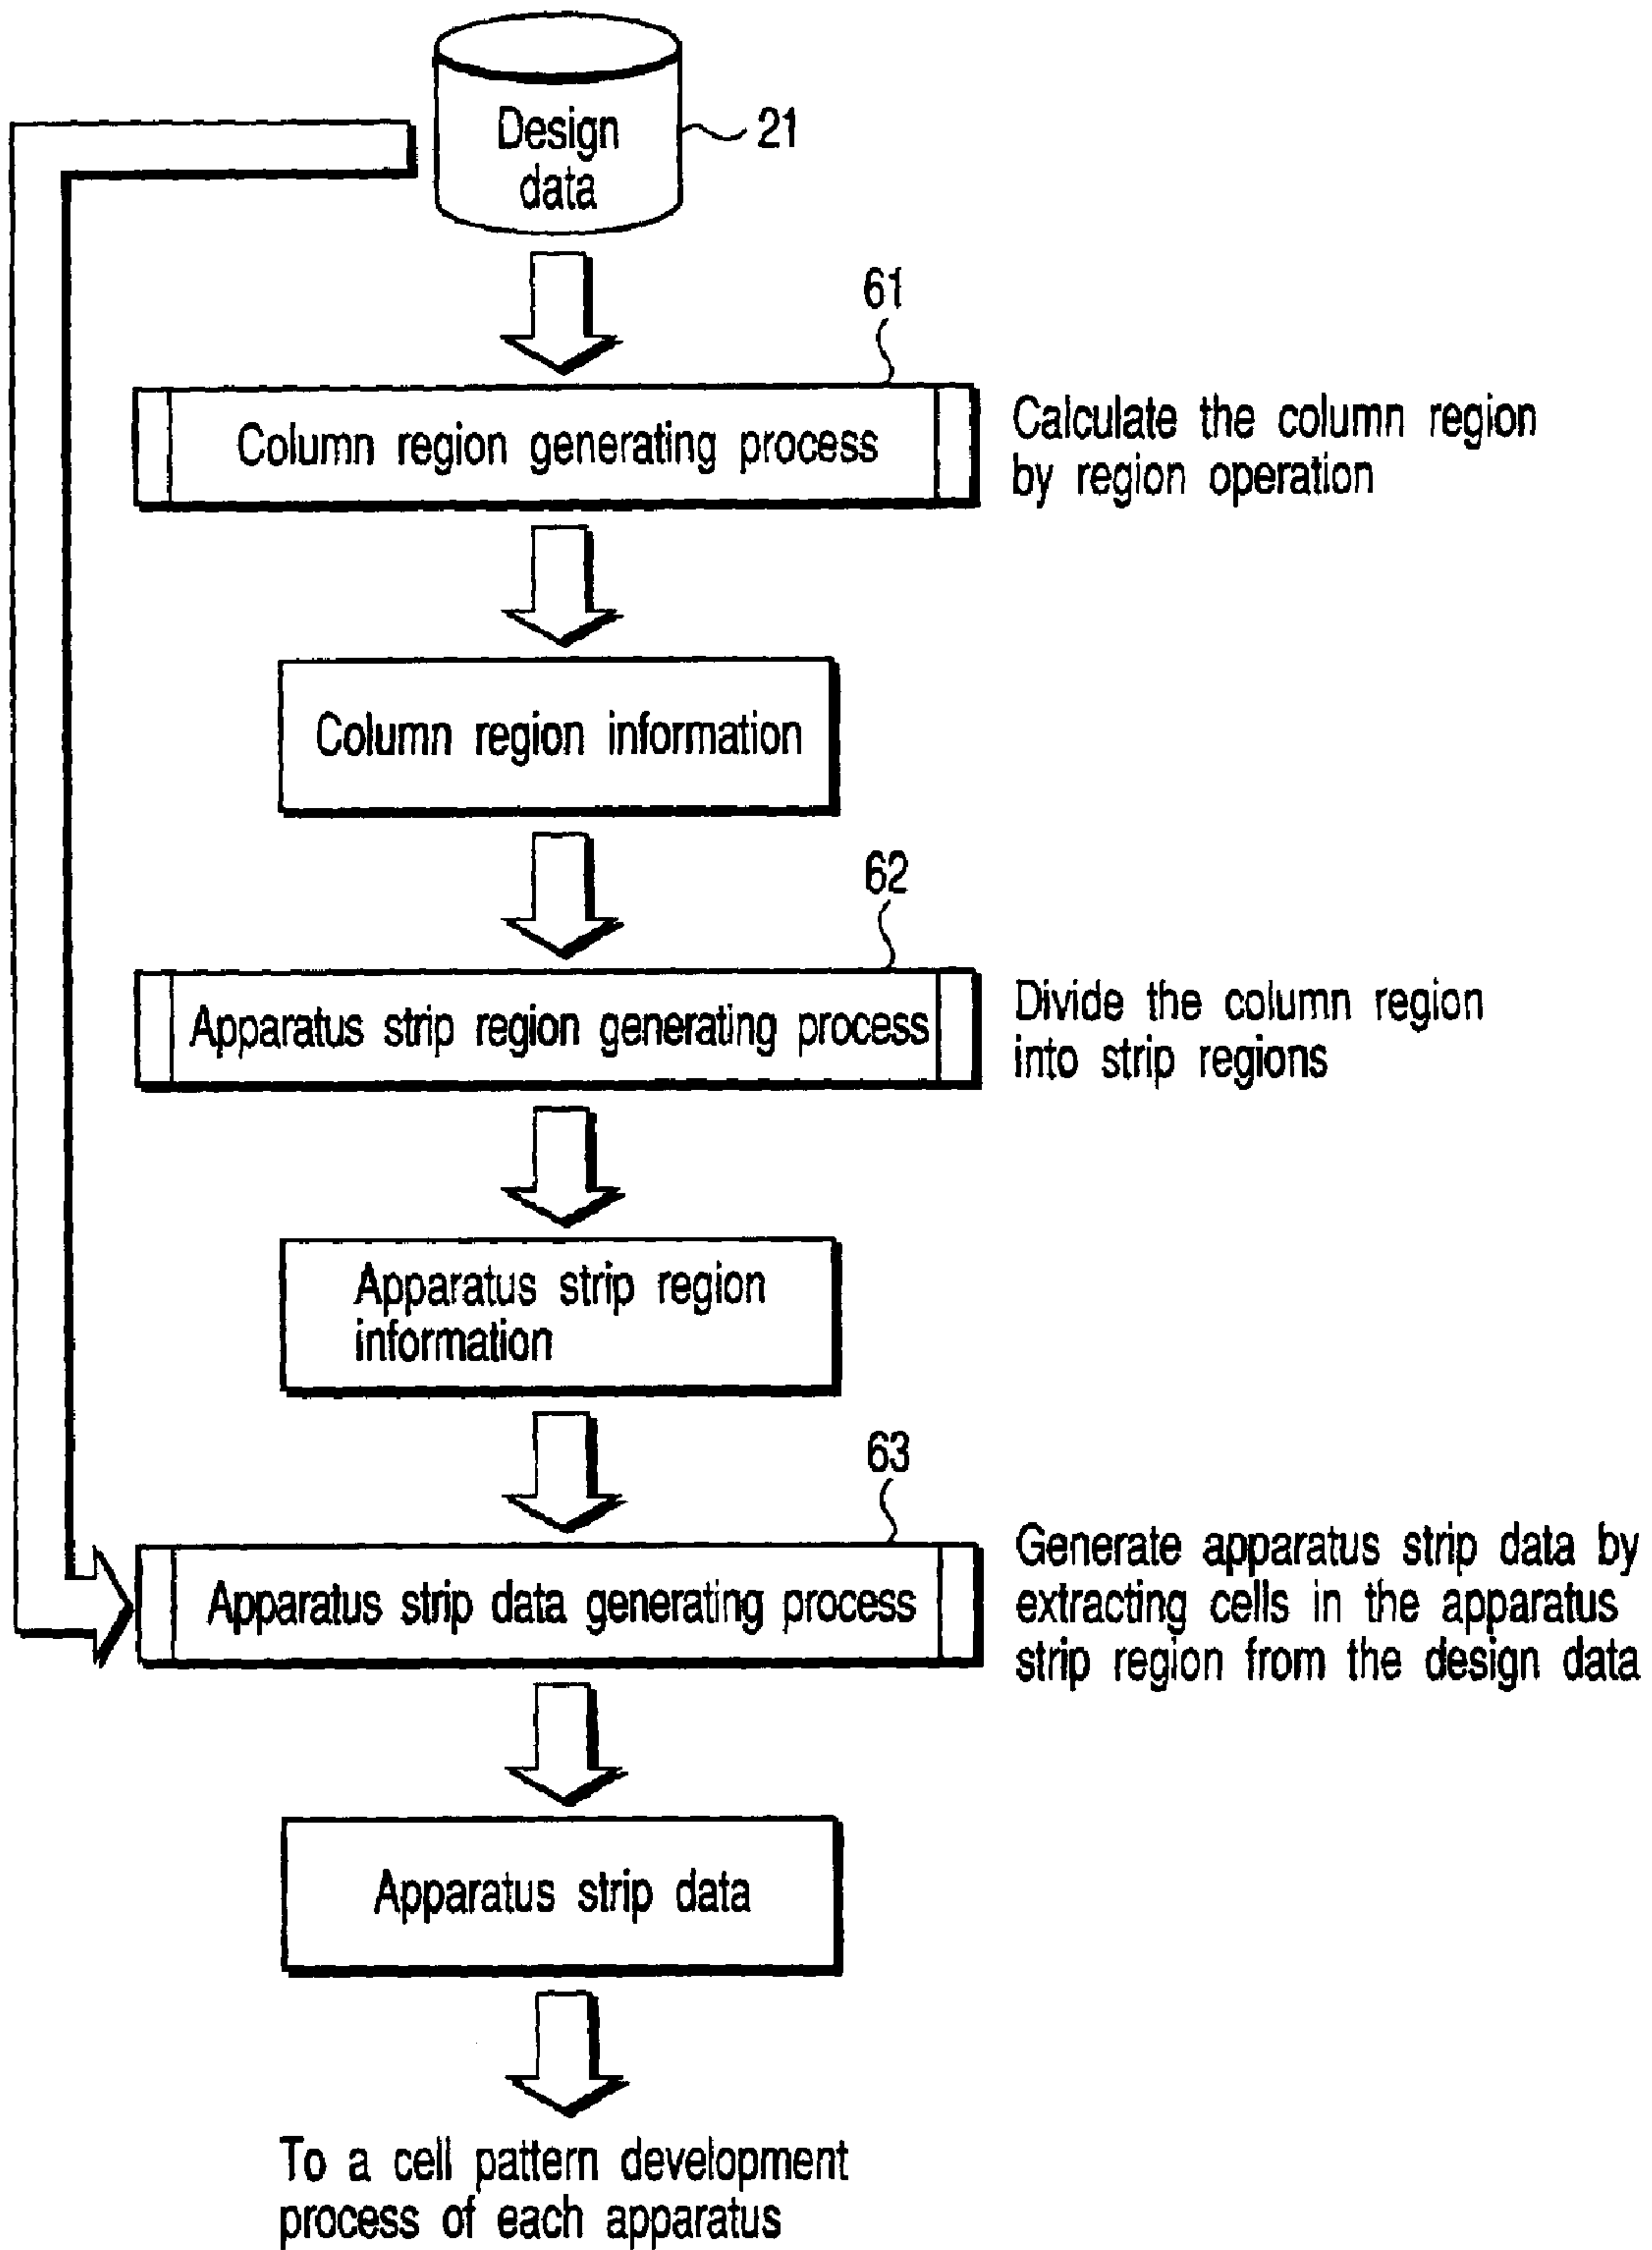 Design
data
21
61
Column region generating process
Calculate the column region
by region operation
Column region information
62
Apparatus strip region generating process
Divide the column region
into strip regions
Apparatus strip region
information
63
Apparatus strip data generating process
Generate apparatus strip data by
extracting cells in the apparatus
strip region from the design data
Apparatus strip data
To a cell pattern development
process of each apparatus